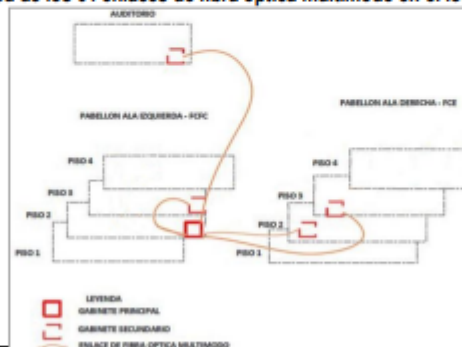 AUDITORIO
PABELLON ALA IZQUIERDA - FCFC
PABELLON ALA DERECHA - FCE
PISO 4
PISO 3
PISO 2
PISO 1
PISO 4
PISO 3
PISO 2
PISO 1
LEYENDA
GABINETE PRINCIPAL
GABINETE SECUNDARIO
ENLACE DE FIBRA OPTICA MULTIMODO